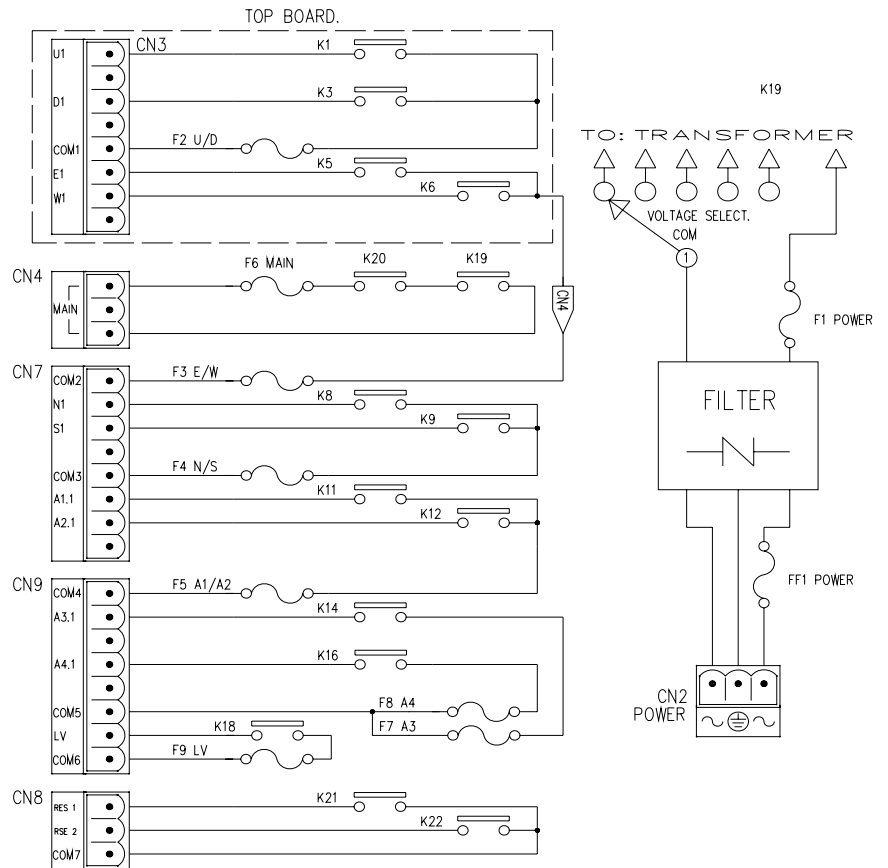 TOP BOARD.
CN3
U1
K1
D1
K3
COM1
F2 U/D
E1
K5
W1
K6
K19
TO: TRANSFORMER
VOLTAGE SELECT.
COM
1
F1 POWER
FILTER
FF1 POWER
CN2
POWER
CN4
MAIN
F6 MAIN
K20
K19
CN4
CN7
COM2
F3 E/W
N1
K8
S1
K9
COM3
F4 N/S
A1.1
K11
A2.1
K12
CN9
COM4
F5 A1/A2
A3.1
K14
A4.1
K16
COM5
F8 A4
F7 A3
LV
K18
COM6
F9 LV
CN8
RES 1
K21
RSE 2
K22
COM7